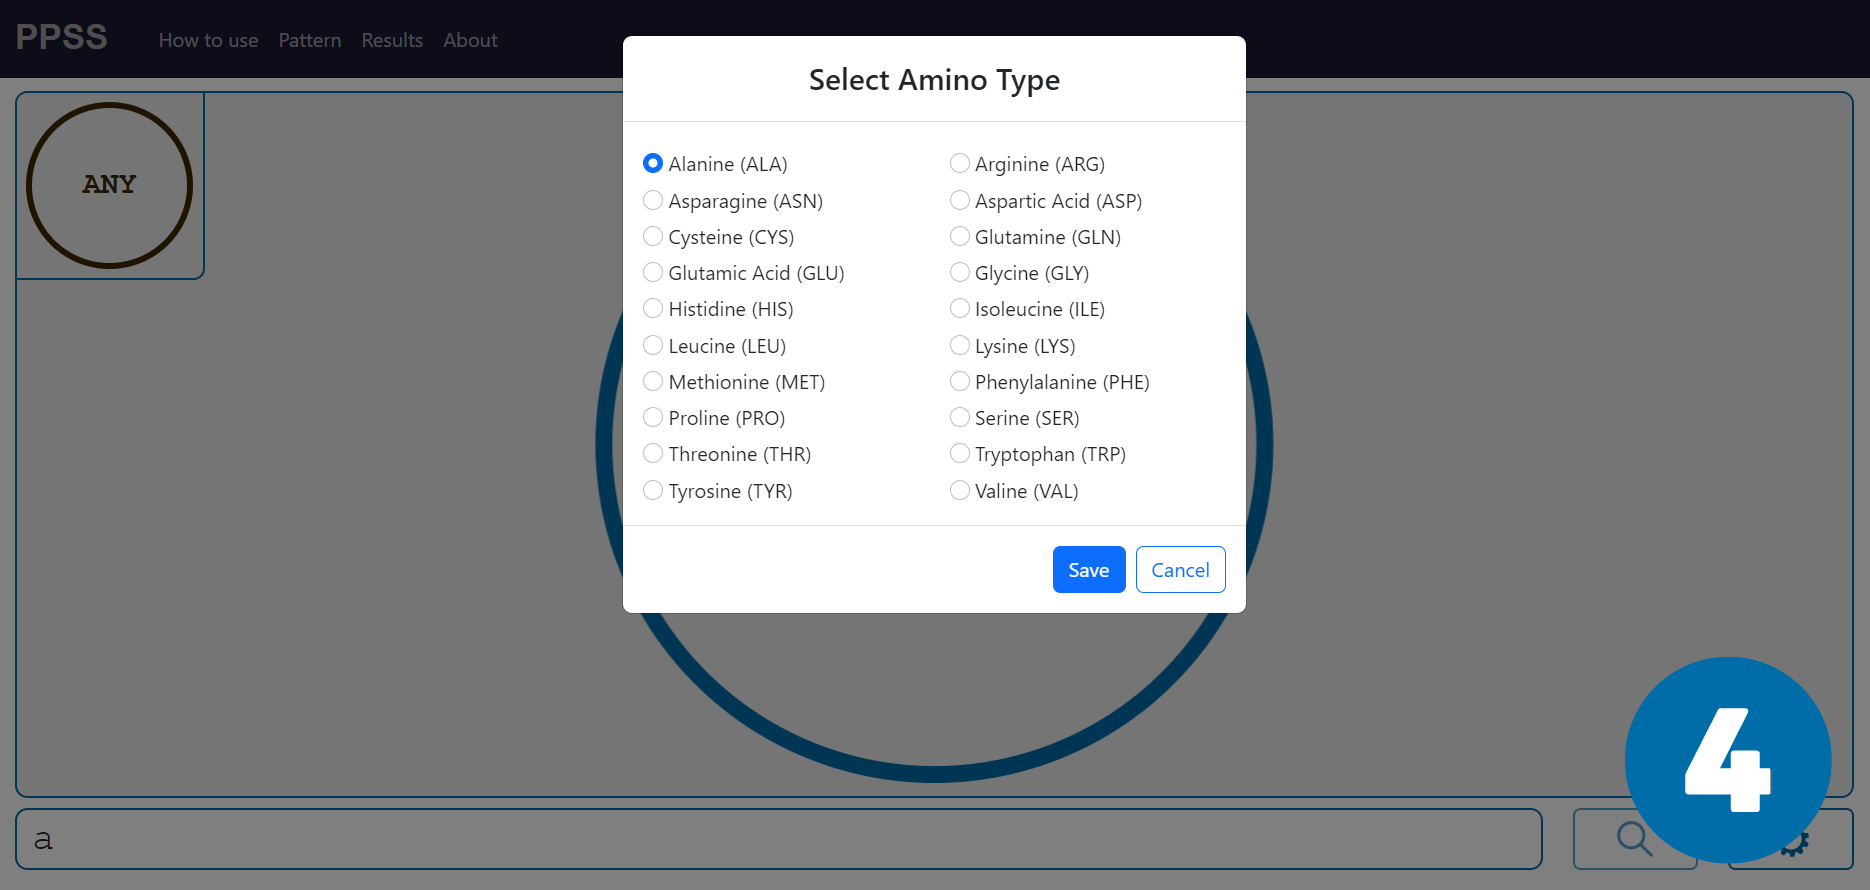 PPSS How to use Pattern Results About
Select Amino Type
ANY
Alanine (ALA) Arginine (ARG)
Asparagine (ASN) Aspartic Acid (ASP)
Cysteine (CYS) Glutamine (GLN)
Glutamic Acid (GLU) Glycine (GLY)
Histidine (HIS) Isoleucine (ILE)
Leucine (LEU) Lysine (LYS)
Methionine (MET) Phenylalanine (PHE)
Proline (PRO) Serine (SER)
Threonine (THR) Tryptophan (TRP)
Tyrosine (TYR) Valine (VAL)
Save Cancel
4
a